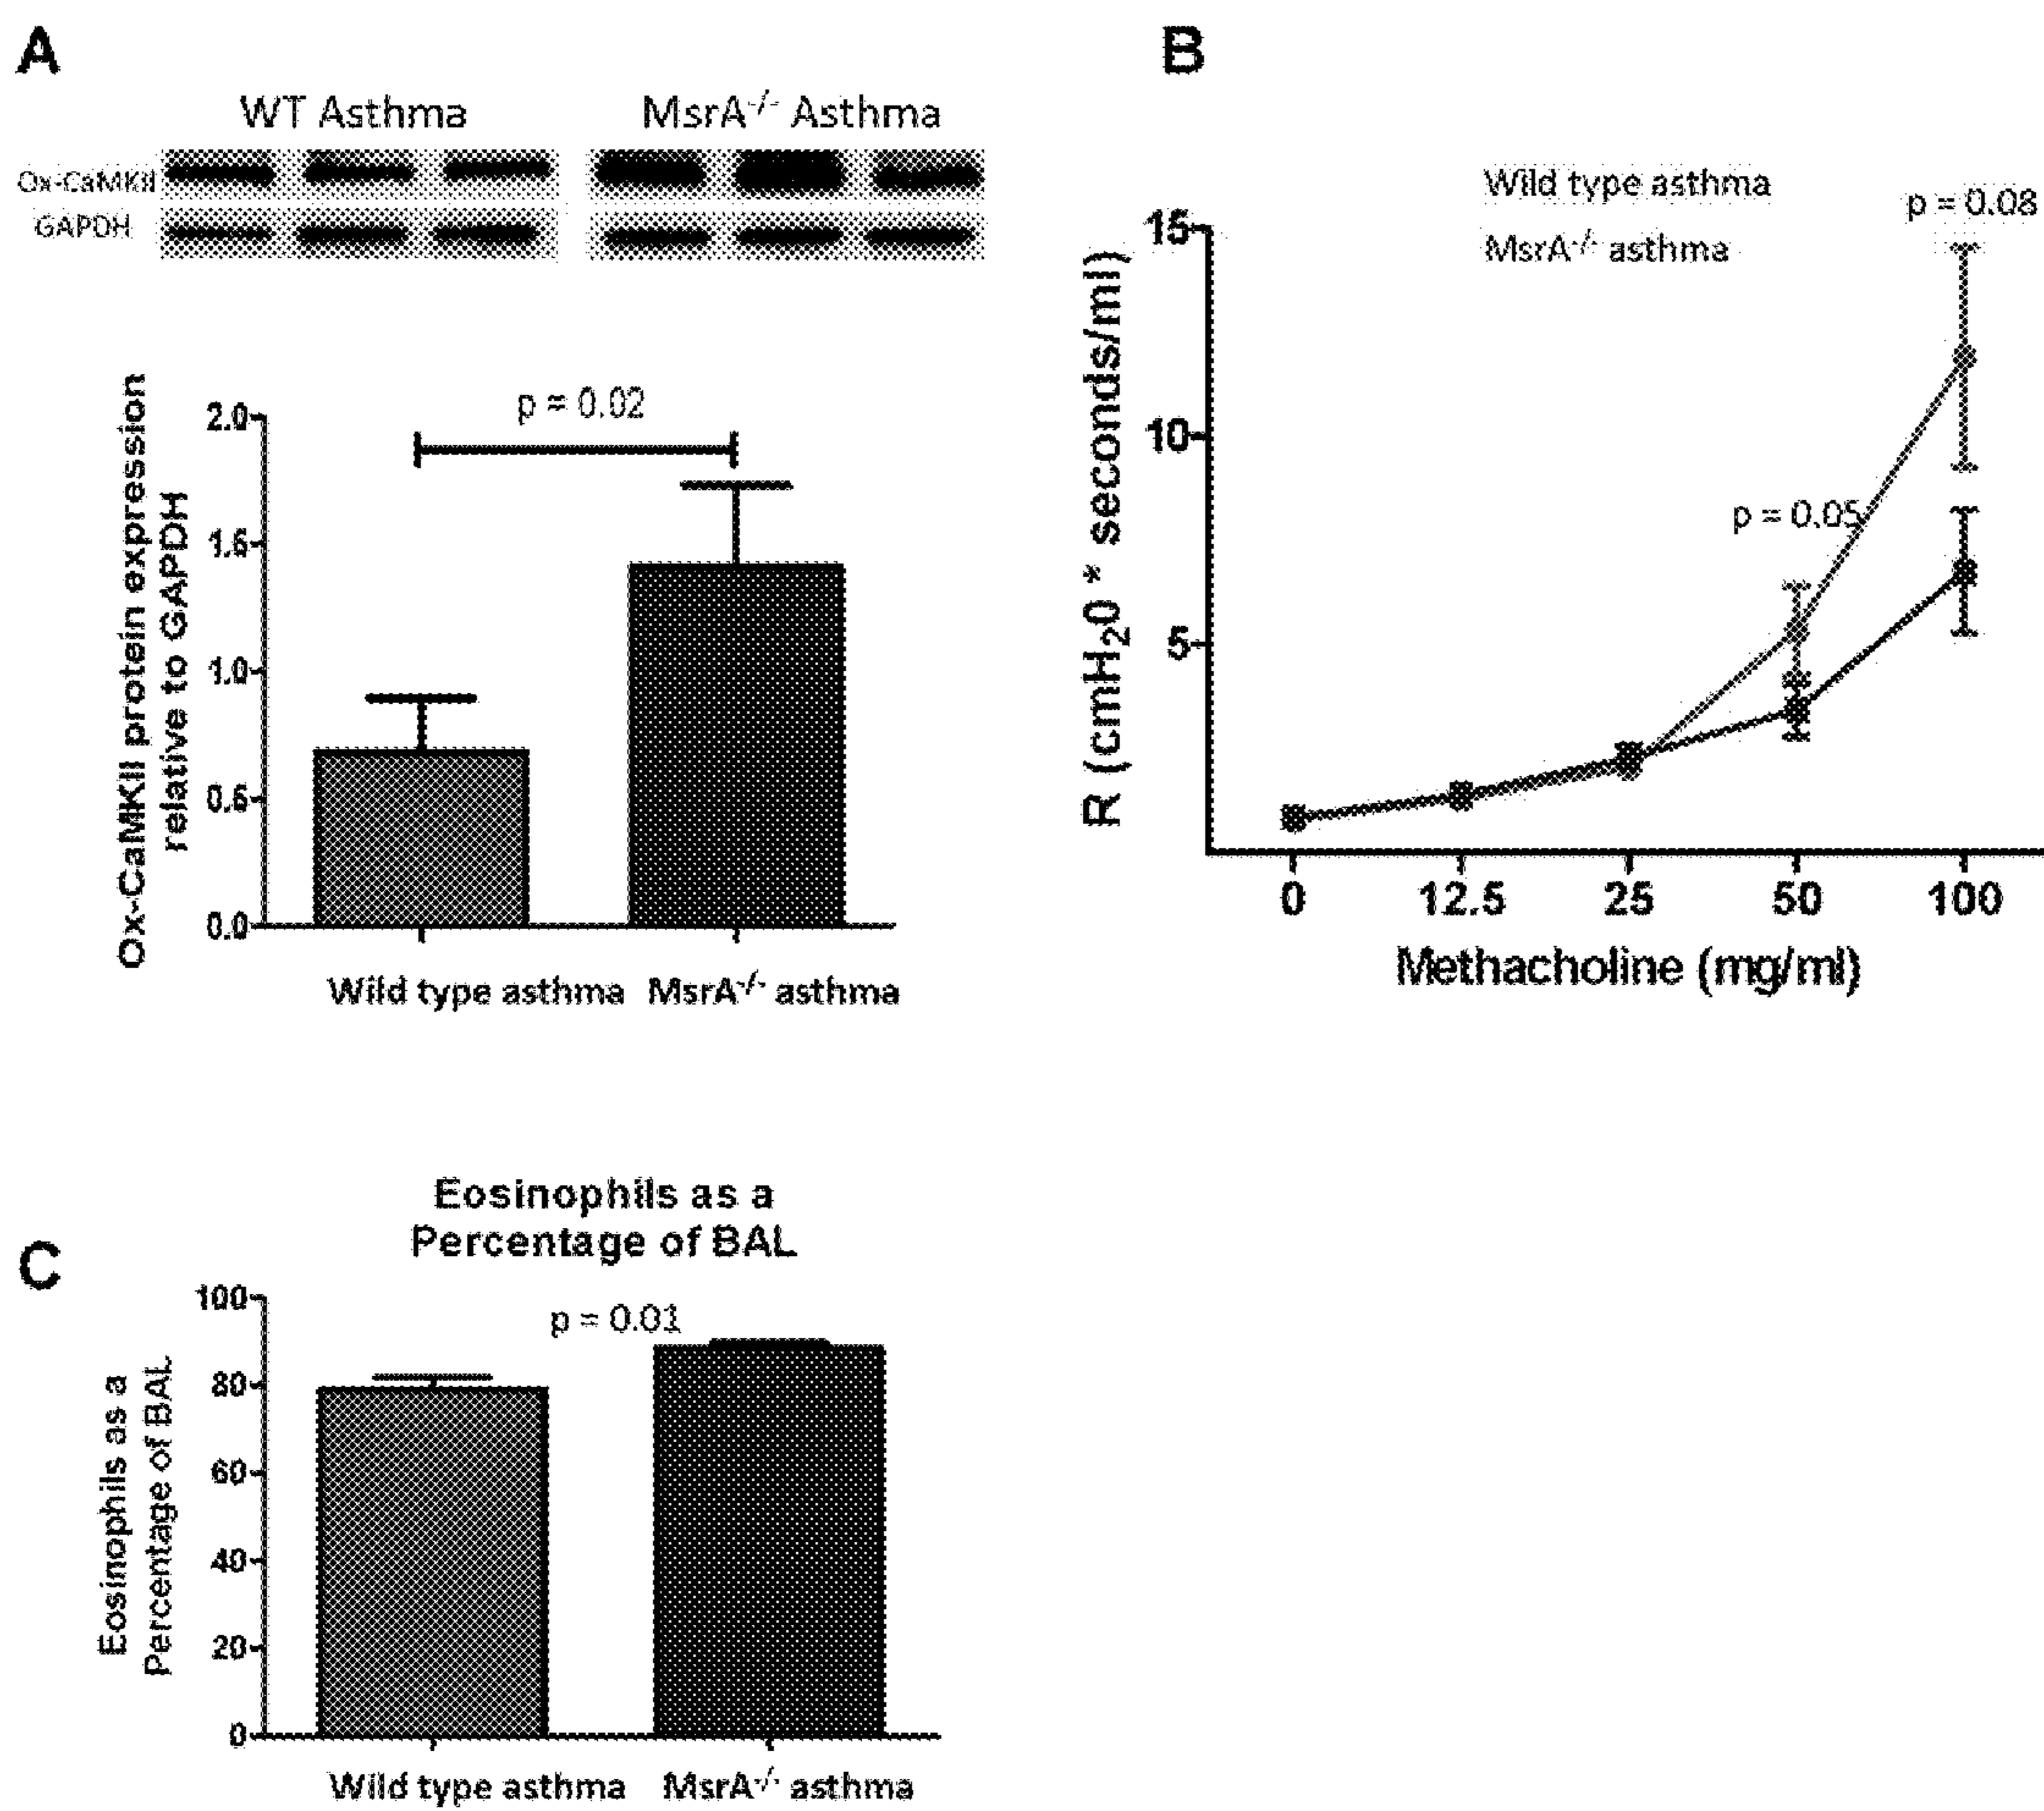 A
WT Asthma
MsrA-/- Asthma
Ox-CaMKII
GAPDH
p = 0.02
Ox-CaMKII protein expression
relative to GAPDH
2.0
1.5
1.0
0.5
0.0
Wild type asthma
MsrA-/- asthma
B
Wild type asthma
MsrA-/- asthma
p = 0.08
p = 0.05
R (cmH20 * seconds/ml)
15
10
5
0
12.5
25
50
100
Methacholine (mg/ml)
C
Eosinophils as a
Percentage of BAL
p = 0.01
Eosinophils as a
Percentage of BAL
100
80
60
40
20
0
Wild type asthma
MsrA-/- asthma